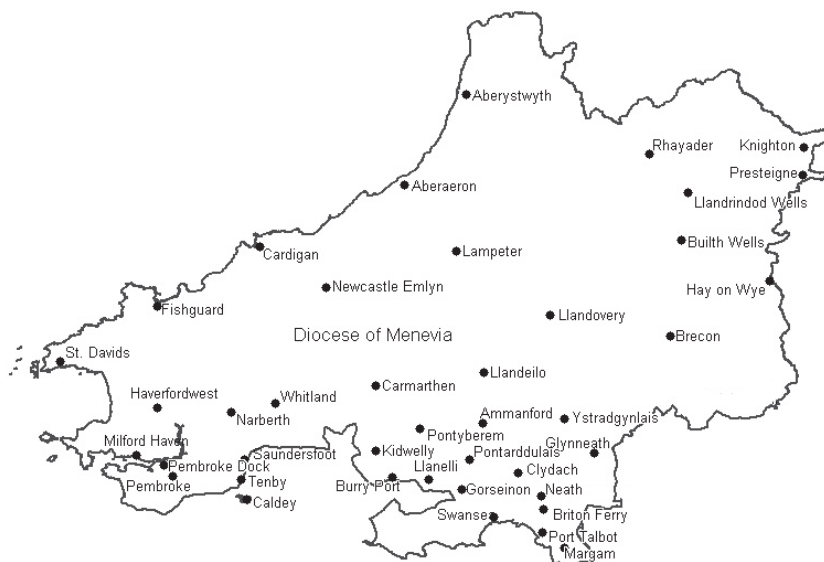 Aberystwyth
Rhayader
Knighton
Presteigne
Aberaeron
Llandrindod Wells
Cardigan
Lampeter
Builth Wells
Newcastle Emlyn
Hay on Wye
Fishguard
Llandovery
Diocese of Menevia
Brecon
St. Davids
Llandeilo
Carmarthen
Haverfordwest
Whitland
Narberth
Ammanford
Ystradgynlais
Pontyberem
Milford Haven
Saundersfoot
Kidwelly
Pontarddulais
Glynneath
Pembroke Dock
Llanelli
Clydach
Pembroke
Tenby
Burry Port
Gorseinon
Neath
Caldey
Swansea
Briton Ferry
Port Talbot
Margam